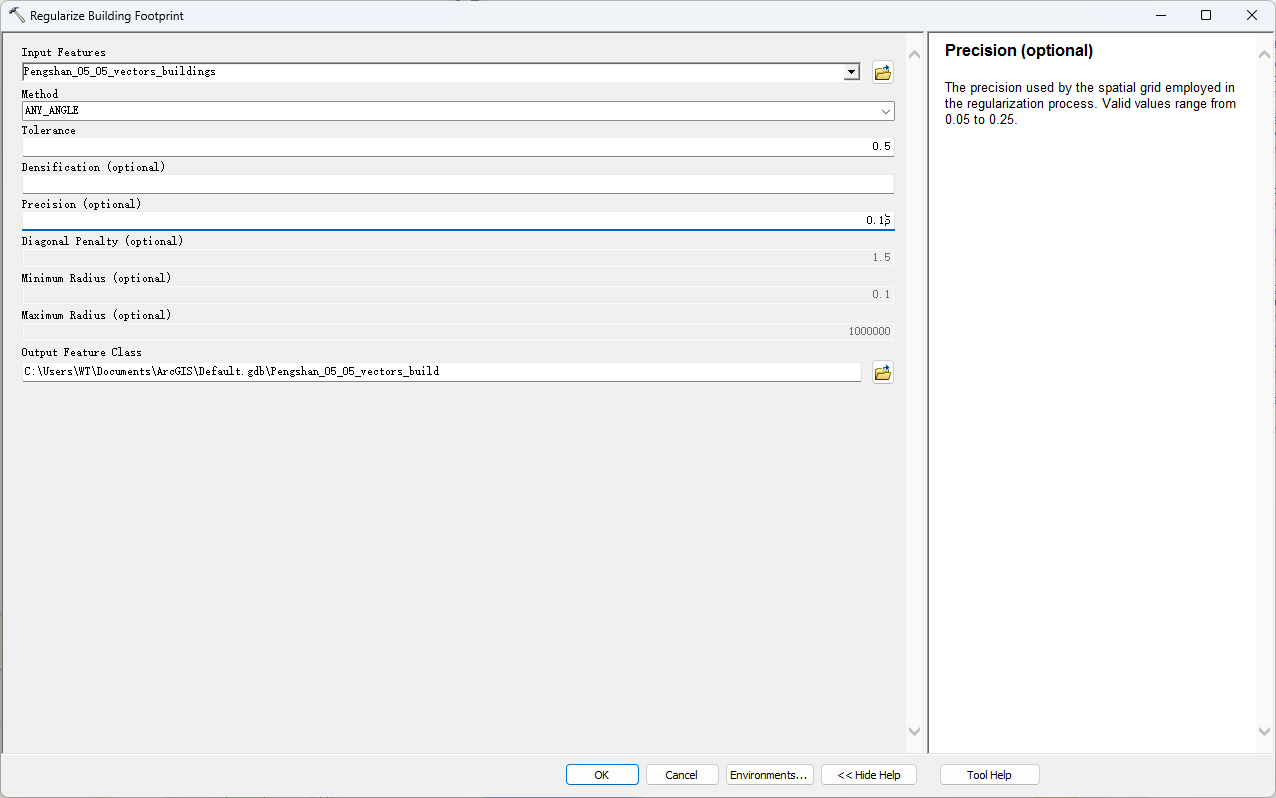 Regularize Building Footprint
Input Features
Pengshan_05_05_vectors_buildings
Method
ANY_ANGLE
Tolerance
0.5
Densification (optional)
Precision (optional)
0.15
Diagonal Penalty (optional)
1.5
Minimum Radius (optional)
0.1
Maximum Radius (optional)
1000000
Output Feature Class
C:\Users\WT\Documents\ArcGIS\Default.gdb\Pengshan_05_05_vectors_build
Precision (optional)
The precision used by the spatial grid employed in
the regularization process. Valid values range from
0.05 to 0.25.
OK
Cancel
Environments...
<< Hide Help
Tool Help